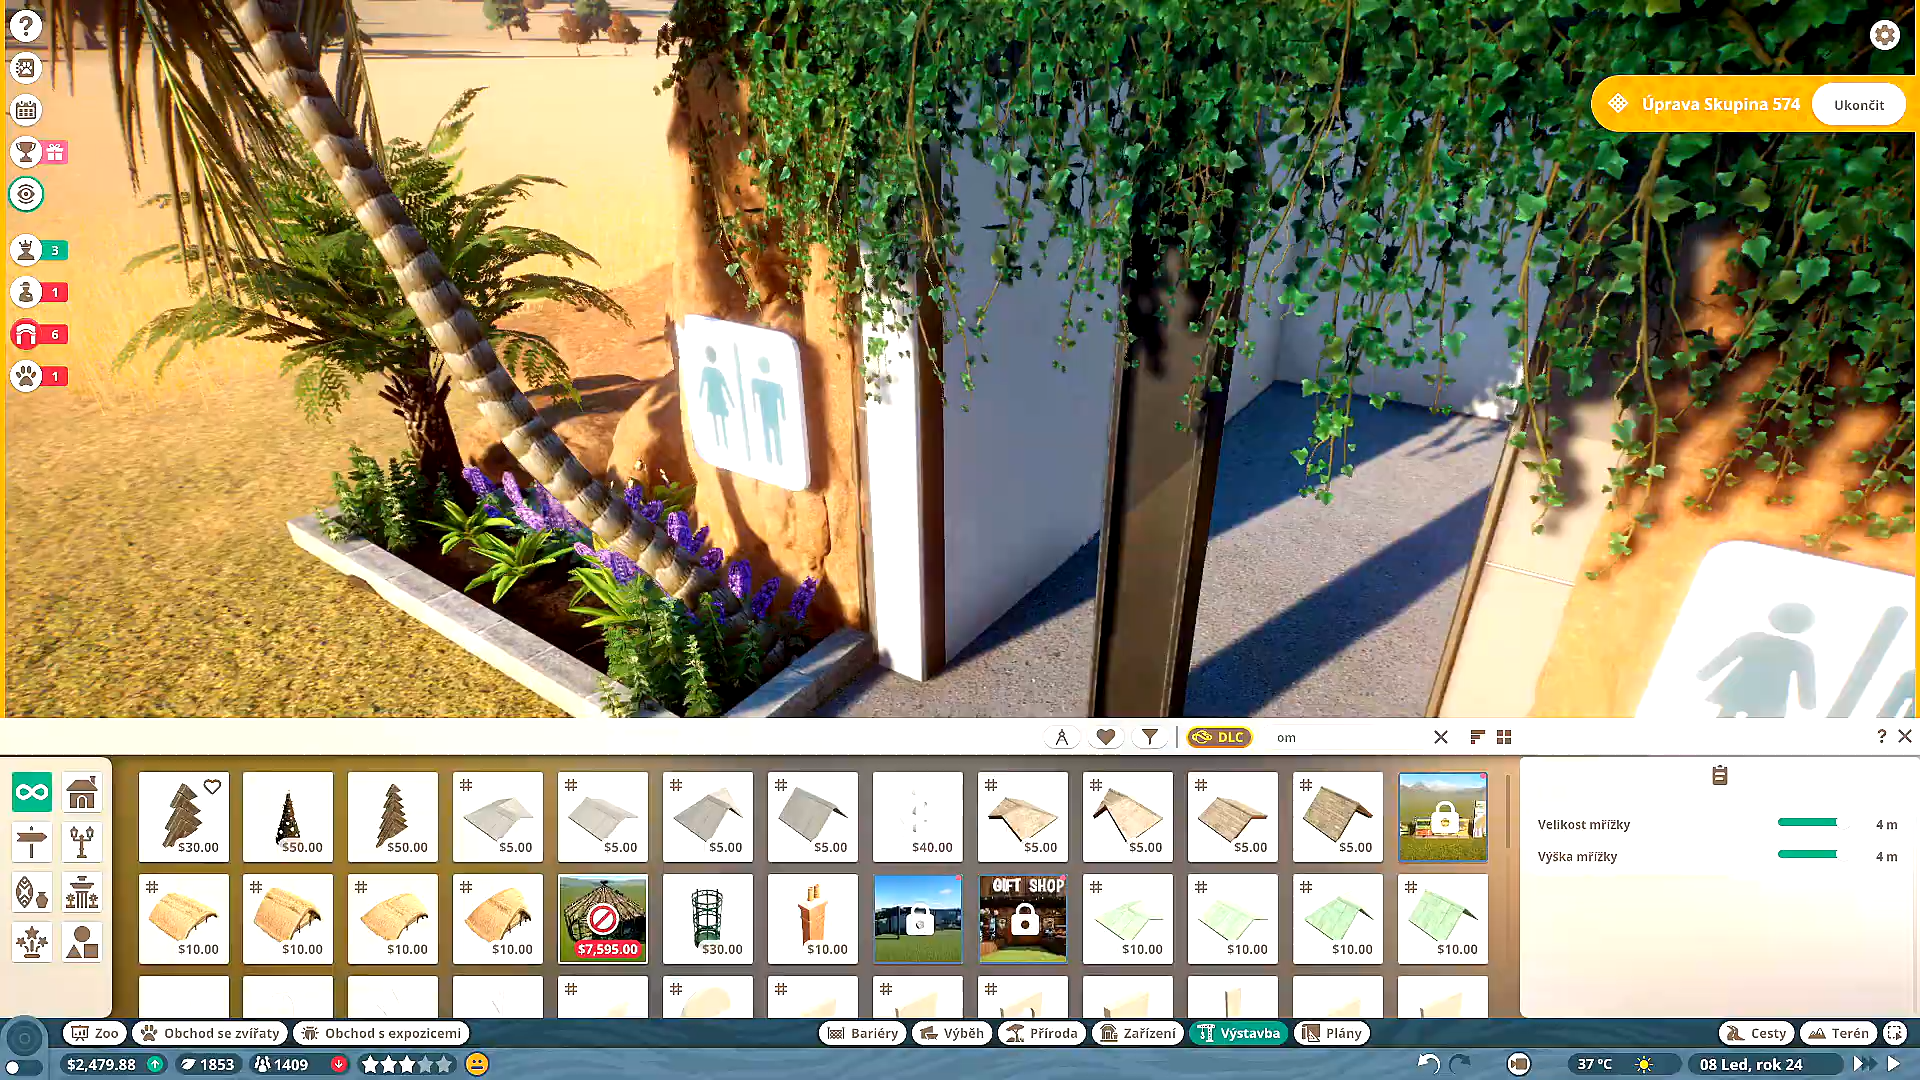 ?
Úprava Skupina 574
Ukončit
3
1
6
1
DLC
om
?
$30.00
$50.00
$50.00
$5.00
$5.00
$5.00
$5.00
$40.00
$5.00
$5.00
$5.00
$5.00
Velikost mřížky
4 m
Výška mřížky
4 m
$10.00
$10.00
$10.00
$10.00
$7,595.00
$30.00
$10.00
GIFT SHOP
$10.00
$10.00
$10.00
$10.00
Zoo
Obchod se zvířaty
Obchod s expozicemi
Bariéry
Výběh
Příroda
Zařízení
Výstavba
Plány
Cesty
Terén
$2,479.88
1853
1409
37 °C
08 Led, rok 24